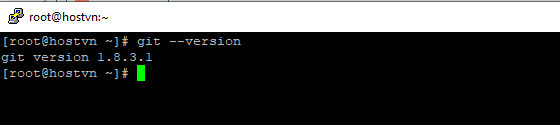 root@hostvn:~
[root@hostvn ~]# git --version
git version 1.8.3.1
[root@hostvn ~]#